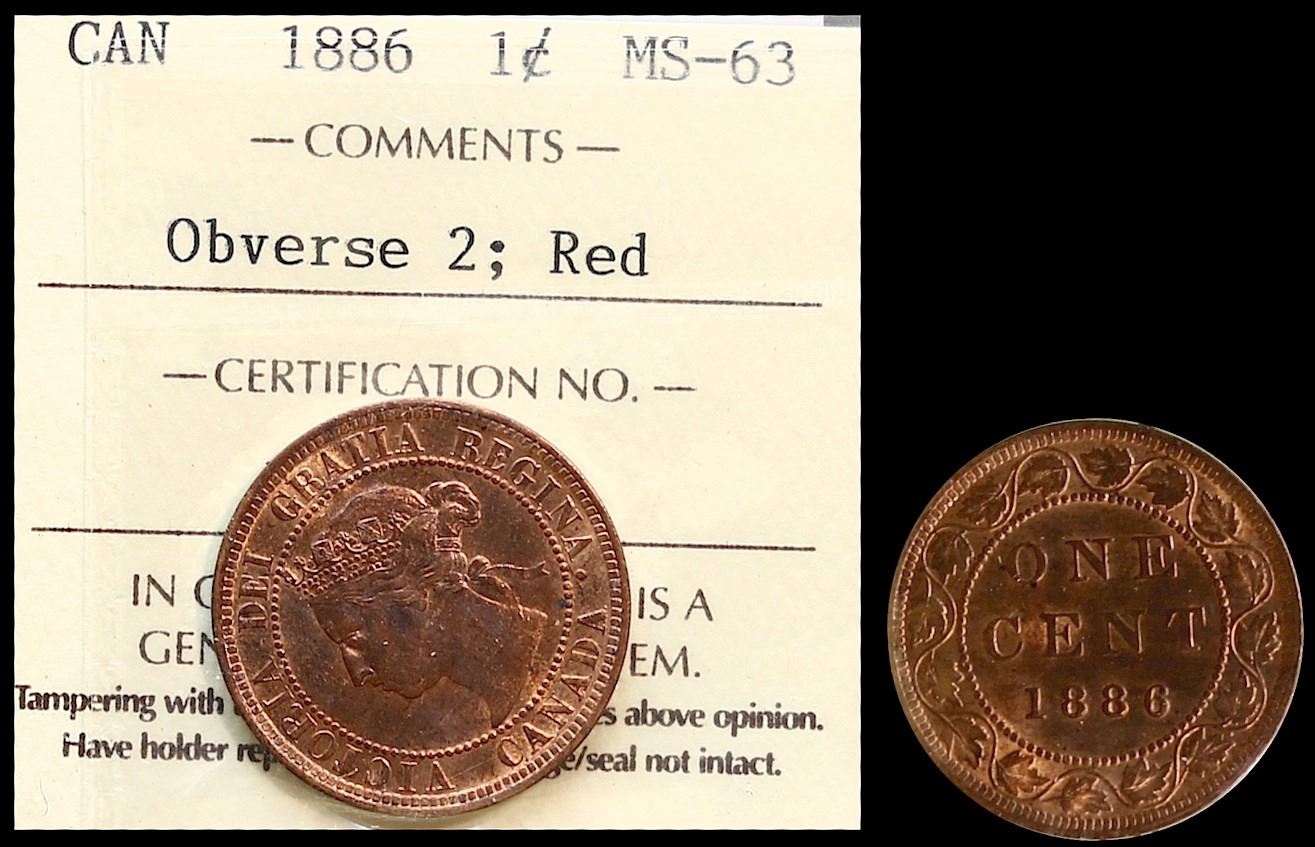 CAN 1886 1¢ MS-63
— COMMENTS —
Obverse 2; Red
— CERTIFICATION NO. —
IN IS A
GEN EM.
Tampering with s above opinion.
Have holder rep e/seal not intact.
VICTORIA DEI GRATIA REGINA. CANADA
ONE
CENT
1886